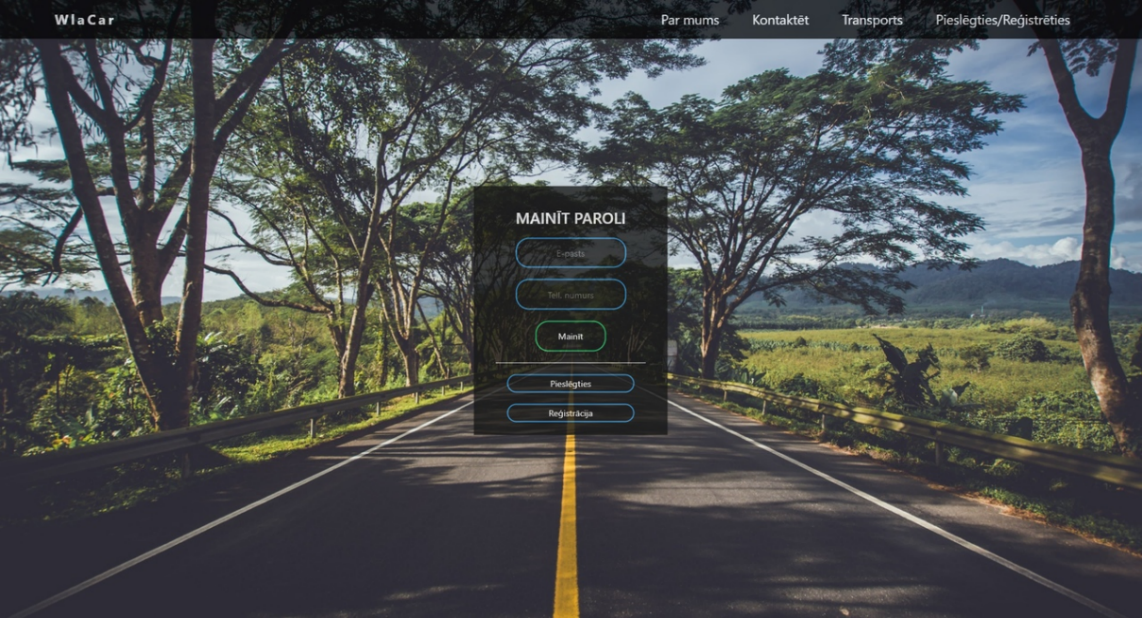 WlaCar
Par mums
Kontaktēt
Transports
Pieslēgties/Reģistrēties
MAINĪT PAROLI
E-pasts
Tell. numurs
Mainīt
Pieslēgties
Reģistrācija